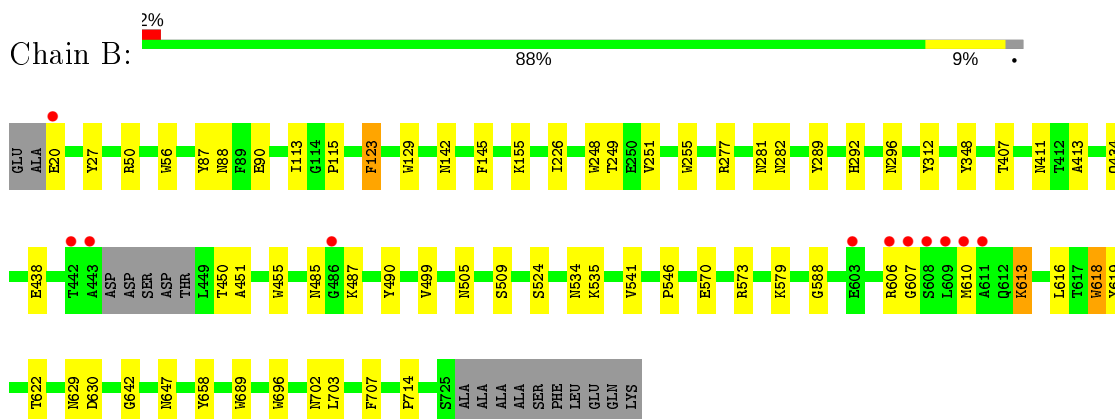 2%
Chain B:
88% 9% •
GLU ALA E20 Y27 R50 W56 Y87 N88 F89 E90 I113 G114 P115 F123 W129 N142 F145 K155 I226 W248 T249 E250 V251 W255 R277 N281 N282 Y289 H292 N296 Y312 Y348 T407 N411 T412 A413
E438 T442 A443 ASP ASP SER ASP THR L449 T450 A451 W455 N485 G486 K487 Y490 V499 N505 S509 S524 N534 K535 V541 P546 E570 R573 K579 G588 E603 R606 G607 S608 L609 M610 A611 Q612 K613 L616 T617 W618
T622 N629 D630 G642 N647 Y658 W689 W696 N702 L703 F707 P714 S725 ALA ALA ALA ALA SER PHE LEU GLU GLN LYS